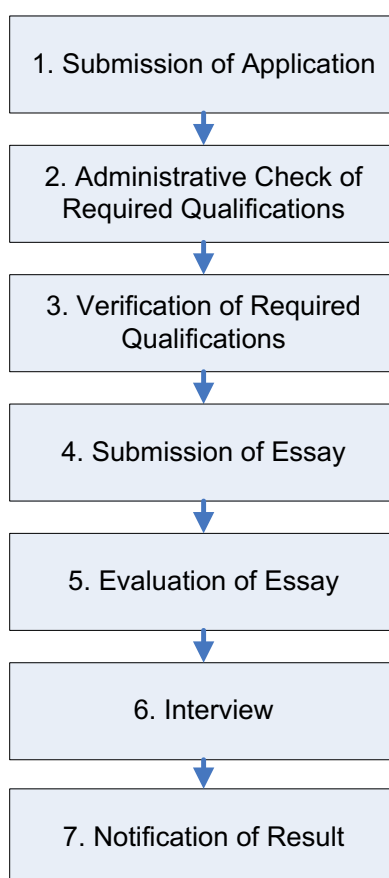 1. Submission of Application
2. Administrative Check of
Required Qualifications
3. Verification of Required
Qualifications
4. Submission of Essay
5. Evaluation of Essay
6. Interview
7. Notification of Result